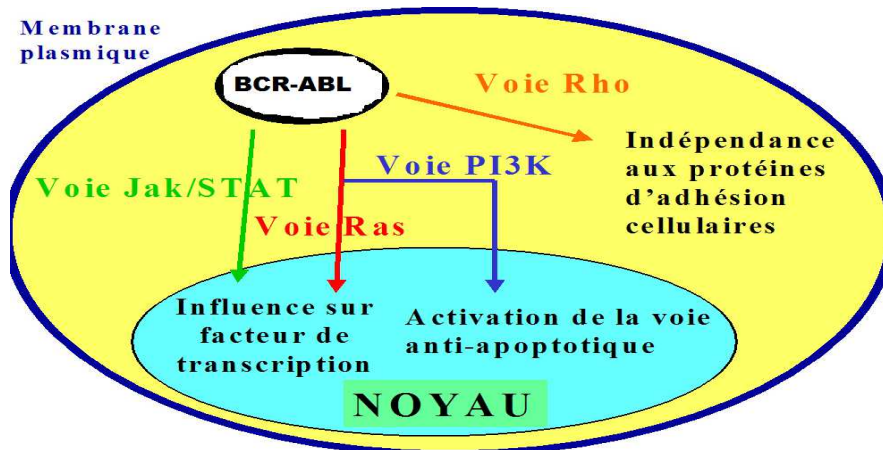 Membrane
plasmique
BCR-ABL
Voie Rho
Indépendance
aux protéines
d'adhésion
cellulaires
Voie PI3K
Voie Jak/STAT
Voie Ras
Influence sur
facteur de
transcription
Activation de la voie
anti-apoptotique
NOYAU